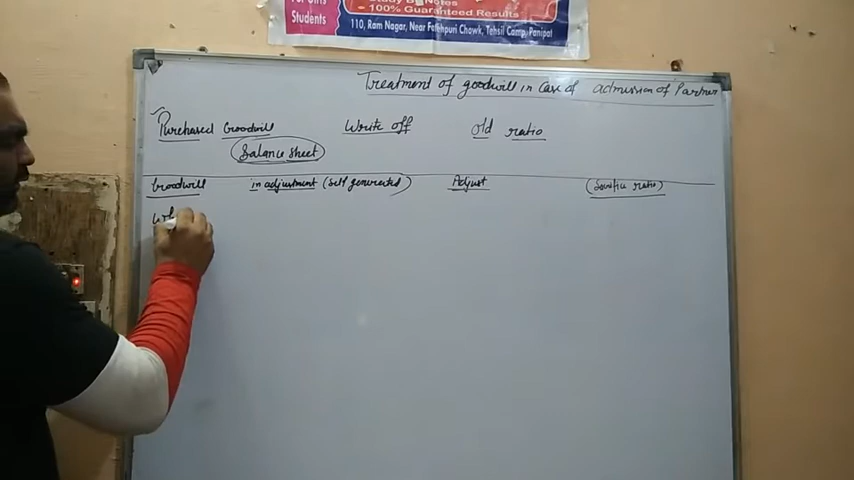 Students
100% Guaranteed Results
110, Ram Nagar, Near Fatehpuri Chowk, Tehsil Camp, Panipat
Treatment of goodwill in Case of admission of Partner
Purchased Goodwill Write off Old ratio
Balance Sheet
Goodwill in adjustment (self generated) Adjust (Sacrifice ratio)